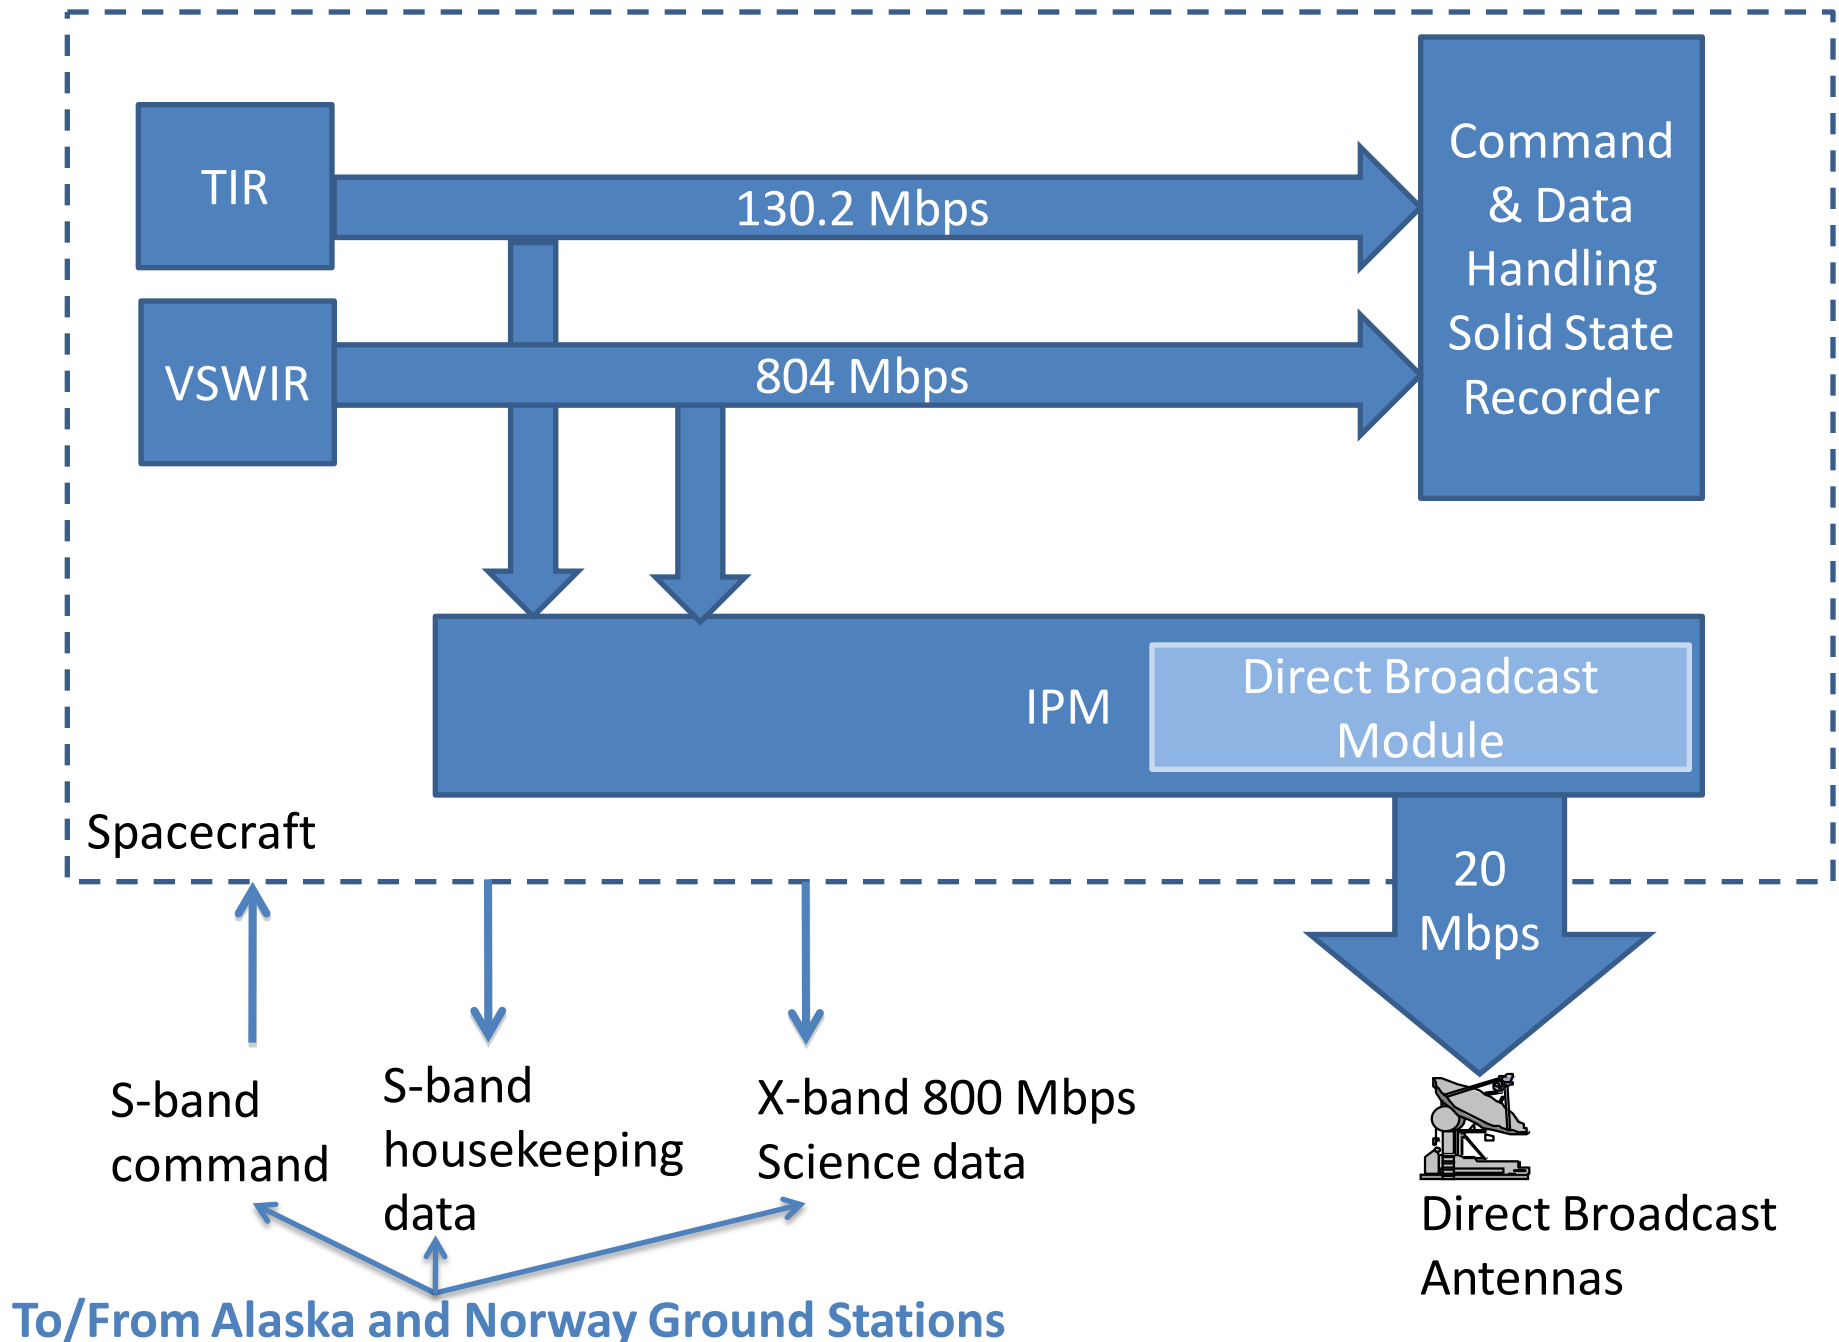 TIR
130.2 Mbps
Command
& Data
Handling
Solid State
Recorder
VSWIR
804 Mbps
IPM
Direct Broadcast
Module
Spacecraft
20
Mbps
S-band
command
S-band
housekeeping
data
X-band 800 Mbps
Science data
Direct Broadcast
Antennas
To/From Alaska and Norway Ground Stations